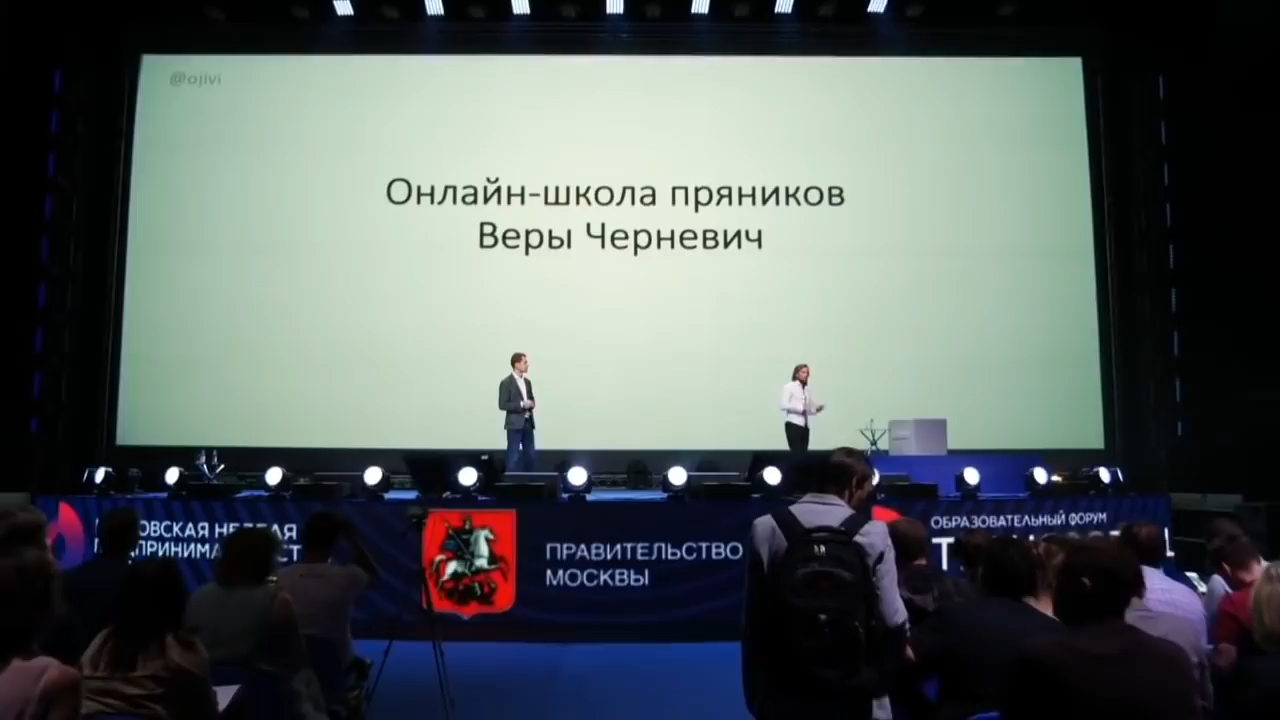 @ojivi
Онлайн-школа пряников
Веры Черневич
ПРАВИТЕЛЬСТВО
МОСКВЫ
ОБРАЗОВАТЕЛЬНЫЙ ФОРУМ